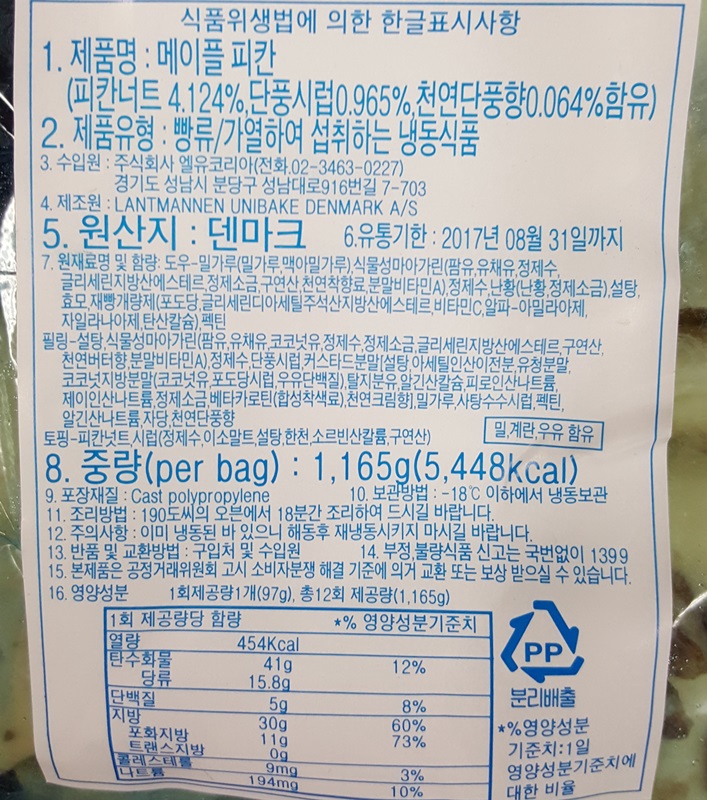 식품위생법에 의한 한글표시사항
1. 제품명 : 메이플 피칸
(피칸너트 4.124%,단풍시럽0.965%,천연단풍향0.064%함유)
2. 제품유형 : 빵류/가열하여 섭취하는 냉동식품
3. 수입원 : 주식회사 엘유코리아(전화.02-3463-0227)
경기도 성남시 분당구 성남대로916번길 7-703
4. 제조원 : LANTMANNEN UNIBAKE DENMARK A/S
5. 원산지 : 덴마크 6.유통기한 : 2017년 08월 31일까지
7. 원재료명 및 함량: 도우-밀가루(밀가루,맥아밀가루),식물성마아가린(팜유,유채유,정제수,
글리세린지방산에스테르,정제소금,구연산,천연착향료,분말비타민A),정제수,난황(난황,정제소금),설탕,
효모,재빵개량제(포도당,글리세린디아세틸주석산지방산에스테르,비타민C,알파-아밀라아제,
자일라나아제,탄산칼슘),펙틴
필링-설탕,식물성마아가린(팜유,유채유,코코넛유,정제수,정제소금,글리세린지방산에스테르,구연산,
천연버터향,분말비타민A),정제수,단풍시럽,커스타드분말(설탕,아세틸인산이전분,유청분말,
코코넛지방분말(코코넛유,포도당시럽,우유단백질),탈지분유,알긴산칼슘,피로인산나트륨,
제이인산나트륨,정제소금,베타카로틴(합성착색료),천연크림향),밀가루,사탕수수시럽,펙틴,
알긴산나트륨,자당,천연단풍향
토핑-피칸넛트,시럽(정제수,이소말트,설탕,한천,소르빈산칼륨,구연산) 밀,계란,우유 함유
8. 중량(per bag) : 1,165g(5,448kcal)
9. 포장재질 : Cast polypropylene 10. 보관방법 : -18℃ 이하에서 냉동보관
11. 조리방법 : 190도씨의 오븐에서 18분간 조리하여 드시길 바랍니다.
12. 주의사항 : 이미 냉동된 바 있으니 해동후 재냉동시키지 마시길 바랍니다.
13. 반품 및 교환방법 : 구입처 및 수입원 14. 부정,불량식품 신고는 국번없이 1399
15. 본제품은 공정거래위원회 고시 소비자분쟁 해결 기준에 의거 교환 또는 보상 받으실 수 있습니다.
16. 영양성분 1회제공량1개(97g), 총12회 제공량(1,165g)
1회 제공량당 함량 *% 영양성분기준치
열량 454Kcal
탄수화물 41g 12%
당류 15.8g
단백질 5g 8%
지방 30g 60%
포화지방 11g 73%
트랜스지방 0g
콜레스테롤 9mg 3%
나트륨 194mg 10%
PP
분리배출
*%영양성분
기준치:1일
영양성분기준치에
대한 비율